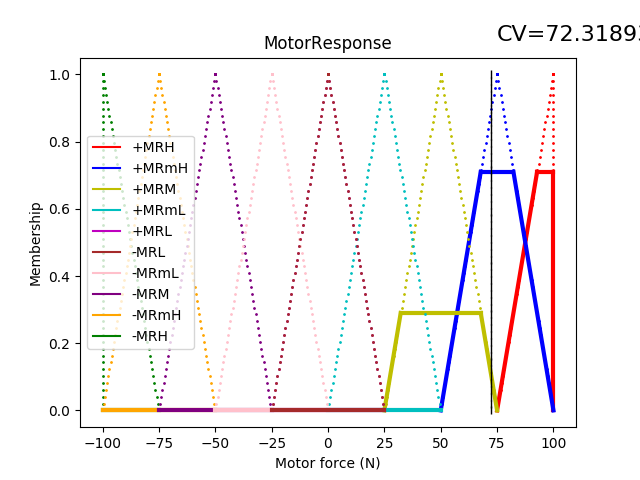 CV=72.3189
MotorResponse
Membership
1.0
0.8
0.6
0.4
0.2
0.0
+MRH
+MRmH
+MRM
+MRmL
+MRL
-MRL
-MRmL
-MRM
-MRmH
-MRH
−100 −75 −50 −25 0 25 50 75 100
Motor force (N)